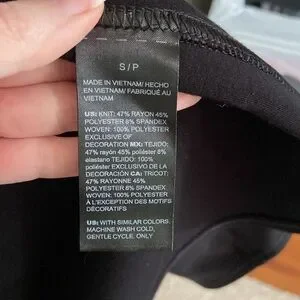 S/P
MADE IN VIETNAM/ HECHO
EN VIETNAM/ FABRIQUÉ AU
VIETNAM
US: KNIT: 47% RAYON 45%
POLYESTER 8% SPANDEX
WOVEN: 100% POLYESTER
EXCLUSIVE OF
DECORATION MX: TEJIDO:
47% rayón 45% poliéster 8%
elastano TEJIDO: 100%
poliéster EXCLUSIVO DE LA
DECORACIÓN CA: TRICOT:
47% RAYONNE 45%
POLYESTER 8% SPANDEX
WOVEN: 100% POLYESTER
À L'EXCEPTION DES MOTIFS
DÉCORATIFS
US: WITH SIMILAR COLORS.
MACHINE WASH COLD,
GENTLE CYCLE. ONLY